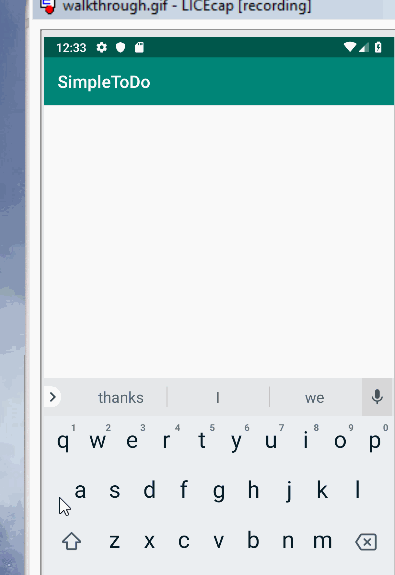 walkthrough.gif - LICEcap [recording]
12:33
SimpleToDo
thanks I we
1 2 3 4 5 6 7 8 9 0
q w e r t y u i o p
a s d f g h j k l
z x c v b n m